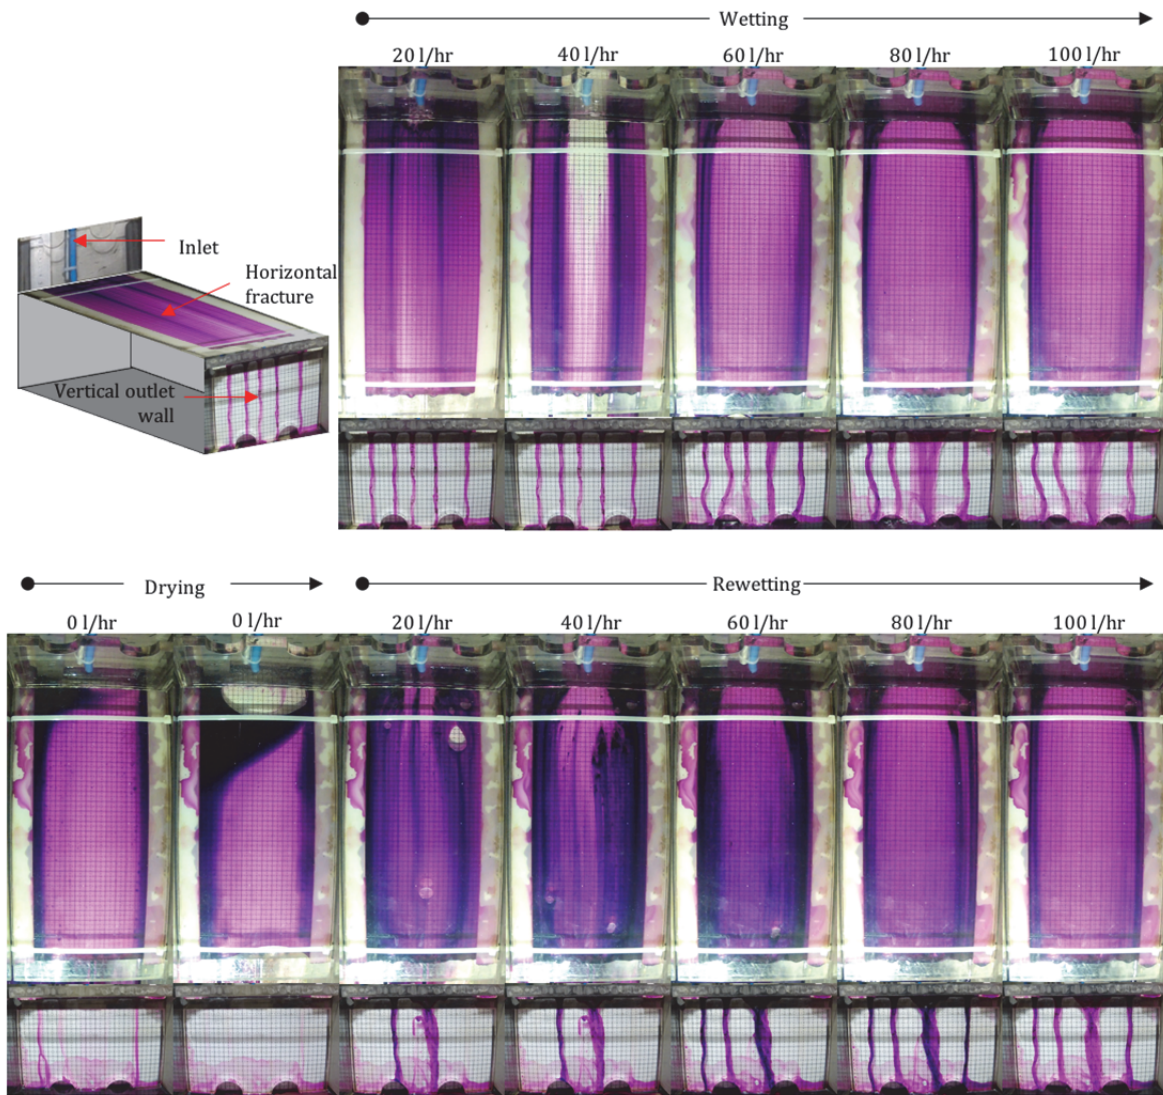 Wetting
20 l/hr 40 l/hr 60 l/hr 80 l/hr 100 l/hr
Inlet
Horizontal
fracture
Vertical outlet
wall
Drying Rewetting
0 l/hr 0 l/hr 20 l/hr 40 l/hr 60 l/hr 80 l/hr 100 l/hr